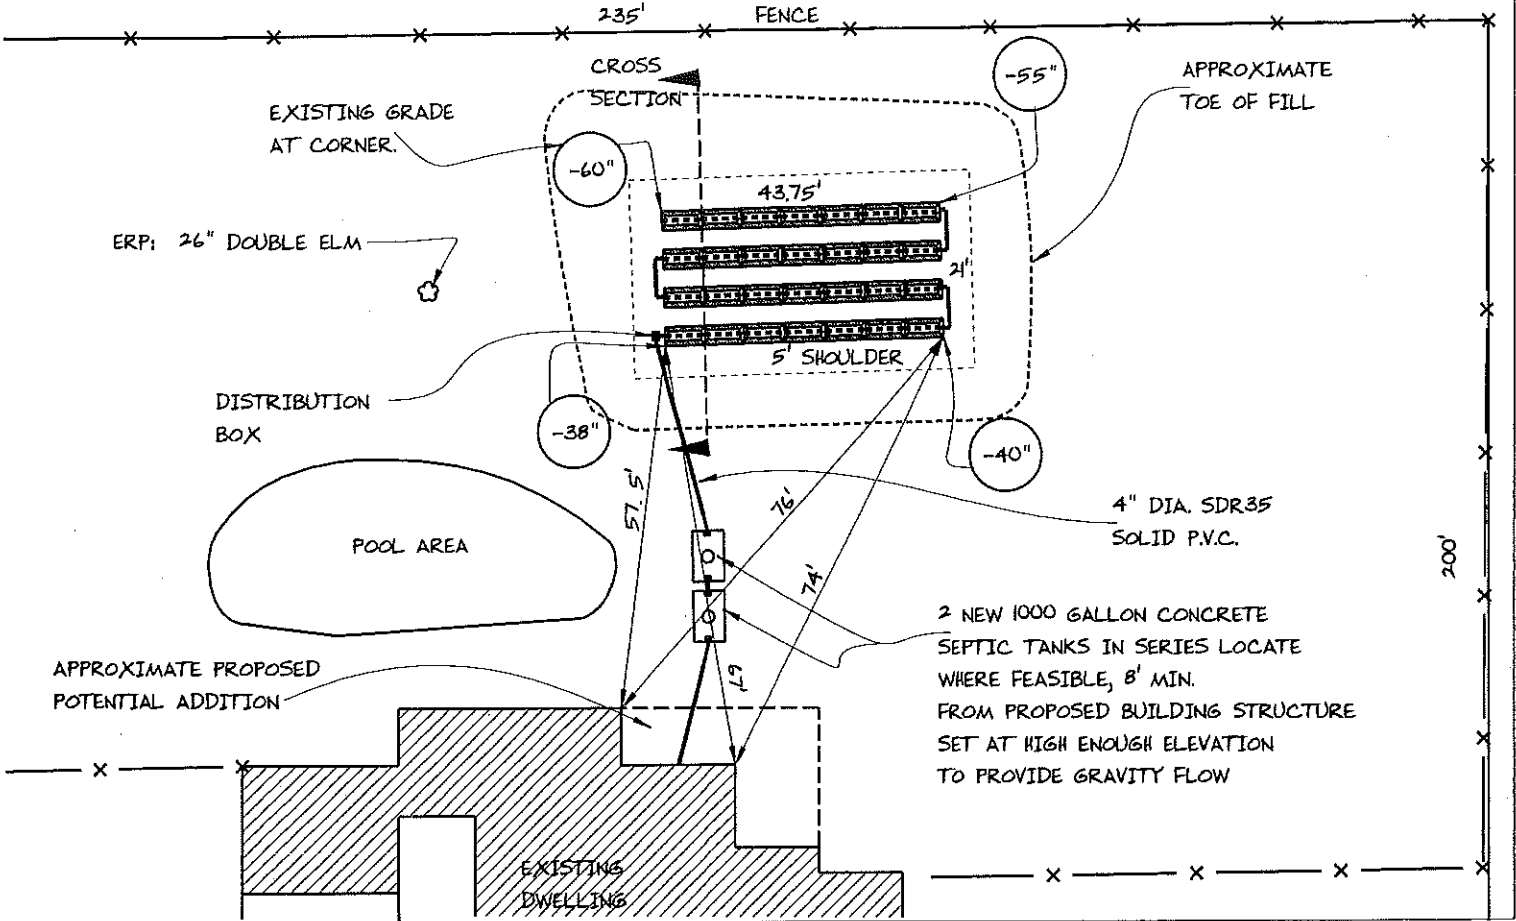 235' FENCE
CROSS
SECTION
-55"
APPROXIMATE
TOE OF FILL
EXISTING GRADE
AT CORNER.
-60"
43.75'
ERP: 26" DOUBLE ELM
21'
5' SHOULDER
DISTRIBUTION
BOX
-38"
-40"
57.5'
76'
74'
67'
4" DIA. SDR35
SOLID P.V.C.
POOL AREA
200'
2 NEW 1000 GALLON CONCRETE
SEPTIC TANKS IN SERIES LOCATE
WHERE FEASIBLE, 8' MIN.
FROM PROPOSED BUILDING STRUCTURE
SET AT HIGH ENOUGH ELEVATION
TO PROVIDE GRAVITY FLOW
APPROXIMATE PROPOSED
POTENTIAL ADDITION
EXISTING
DWELLING